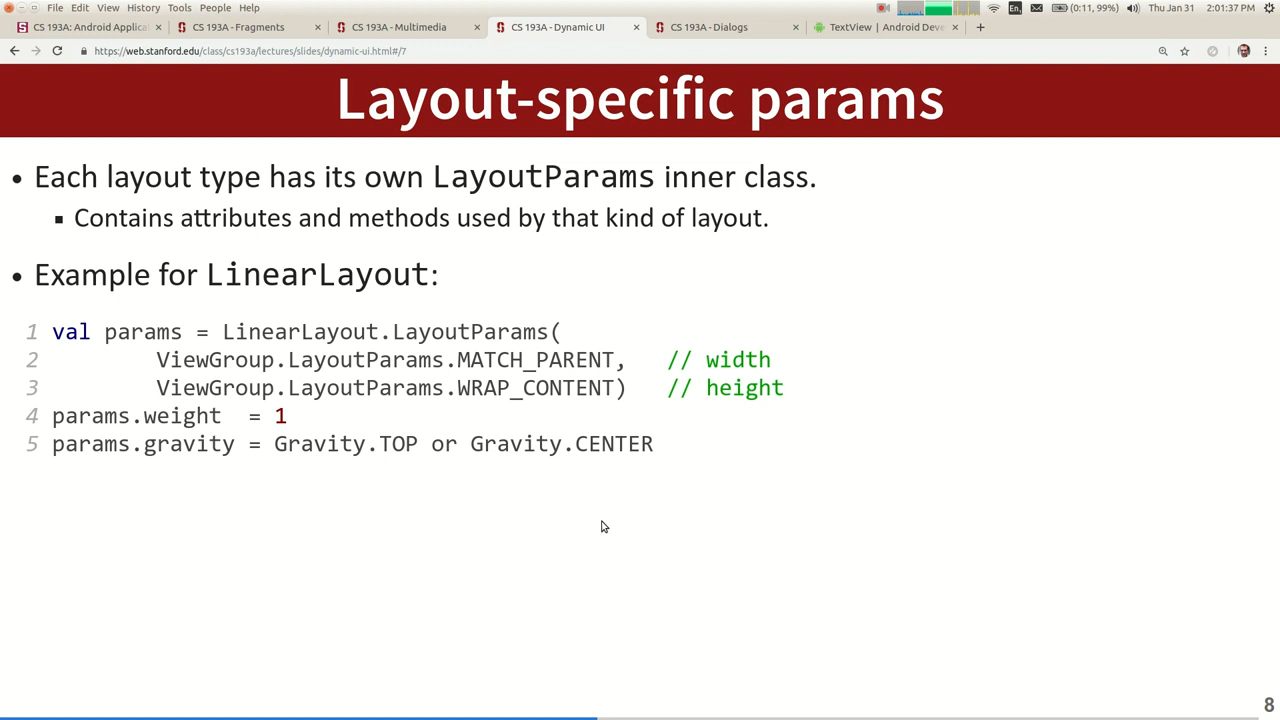 File Edit View History Tools People Help
En, (0:11, 99%) Thu Jan 31 2:01:37 PM
CS 193A: Android Applic CS 193A - Fragments CS 193A - Multimedia CS 193A - Dynamic UI CS 193A - Dialogs TextView | Android Deve
https://web.stanford.edu/class/cs193a/lectures/slides/dynamic-ui.html#/7
Layout-specific params
• Each layout type has its own LayoutParams inner class.
▪ Contains attributes and methods used by that kind of layout.
• Example for LinearLayout:
1 val params = LinearLayout.LayoutParams(
2 ViewGroup.LayoutParams.MATCH_PARENT, // width
3 ViewGroup.LayoutParams.WRAP_CONTENT) // height
4 params.weight = 1
5 params.gravity = Gravity.TOP or Gravity.CENTER
8